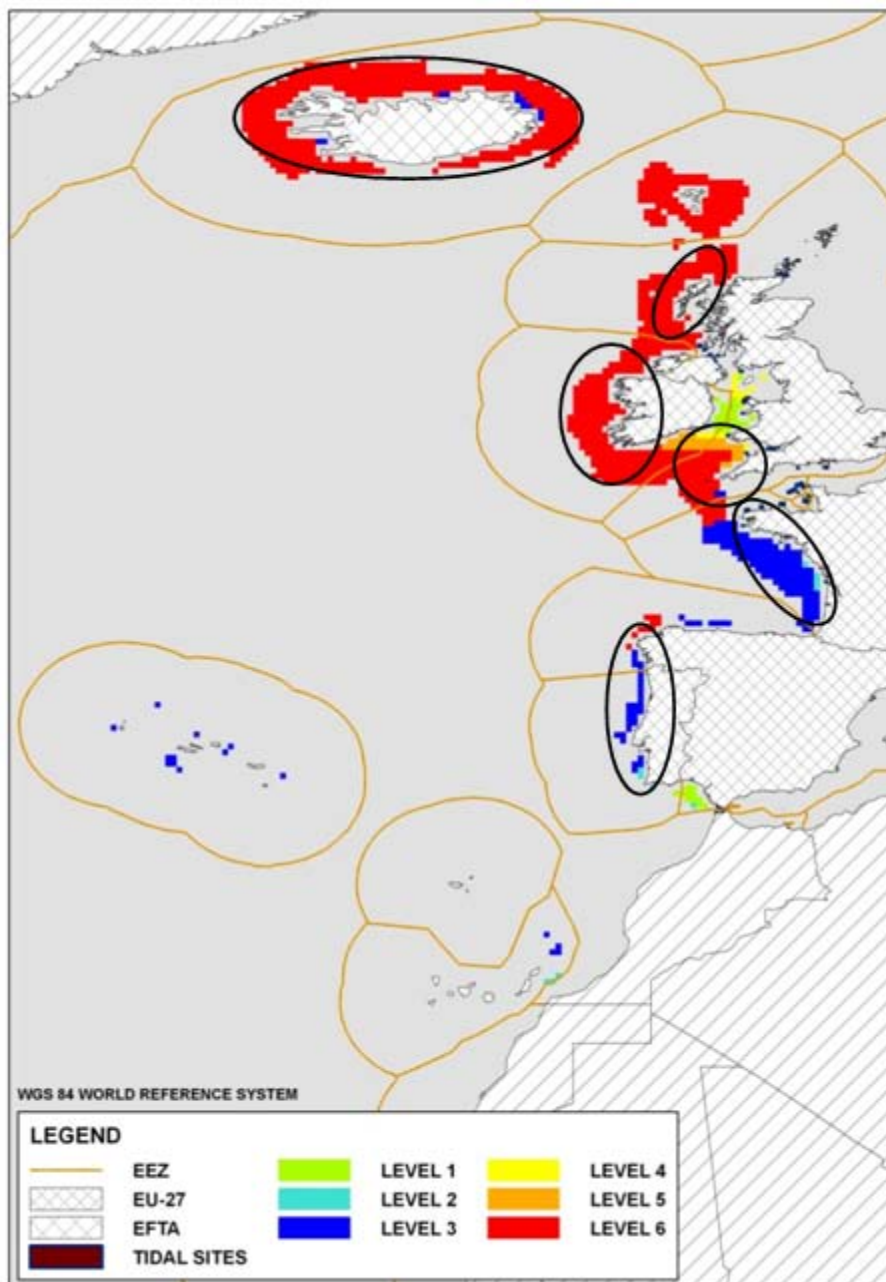 WGS 84 WORLD REFERENCE SYSTEM
LEGEND
EEZ LEVEL 1 LEVEL 4
EU-27 LEVEL 2 LEVEL 5
EFTA LEVEL 3 LEVEL 6
TIDAL SITES